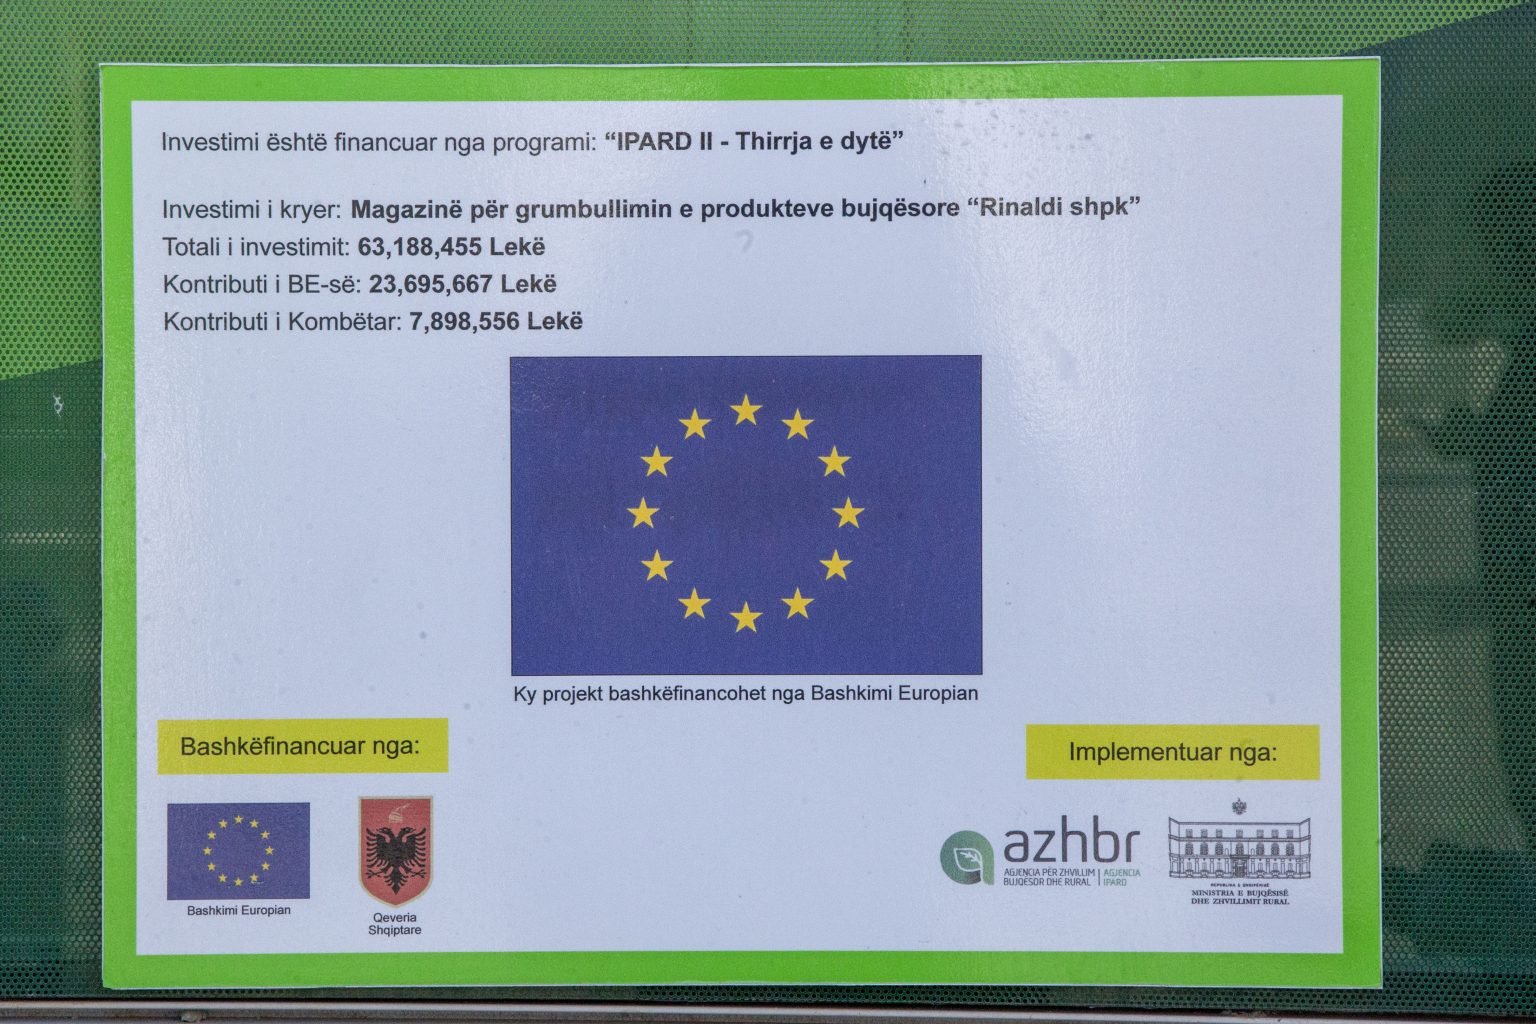 Investimi është financuar nga programi: “IPARD II - Thirrja e dytë”
Investimi i kryer: Magazinë për grumbullimin e produkteve bujqësore “Rinaldi shpk”
Totali i investimit: 63,188,455 Lekë
Kontributi i BE-së: 23,695,667 Lekë
Kontributi i Kombëtar: 7,898,556 Lekë
Ky projekt bashkëfinancohet nga Bashkimi Europian
Bashkëfinancuar nga:
Bashkimi Europian
Qeveria
Shqiptare
Implementuar nga:
azhbr
AGJENCIA PËR ZHVILLIM
BUJQËSOR DHE RURAL
AGJENCIA
IPARD
REPUBLIKA E SHQIPËRISË
MINISTRIA E BUJQËSISË
DHE ZHVILLIMIT RURAL